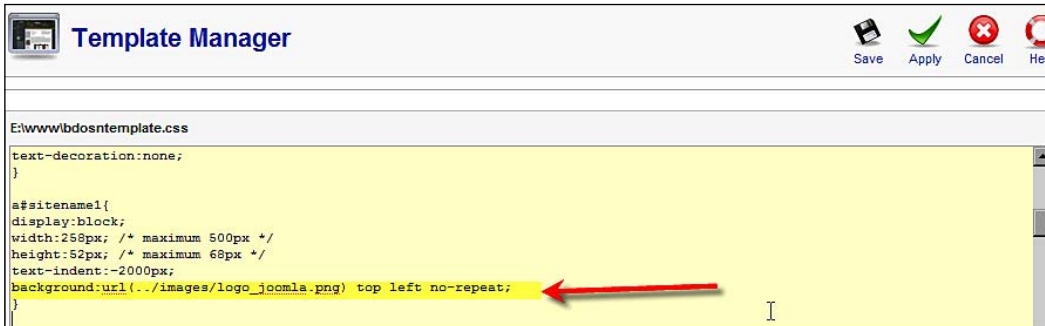 Template Manager
Save Apply Cancel He
E:\www\bdosntemplate.css
text-decoration:none;
}
a#sitename1{
display:block;
width:258px; /* maximum 500px */
height:52px; /* maximum 68px */
text-indent:-2000px;
background:url(../images/logo_joomla.png) top left no-repeat;
}